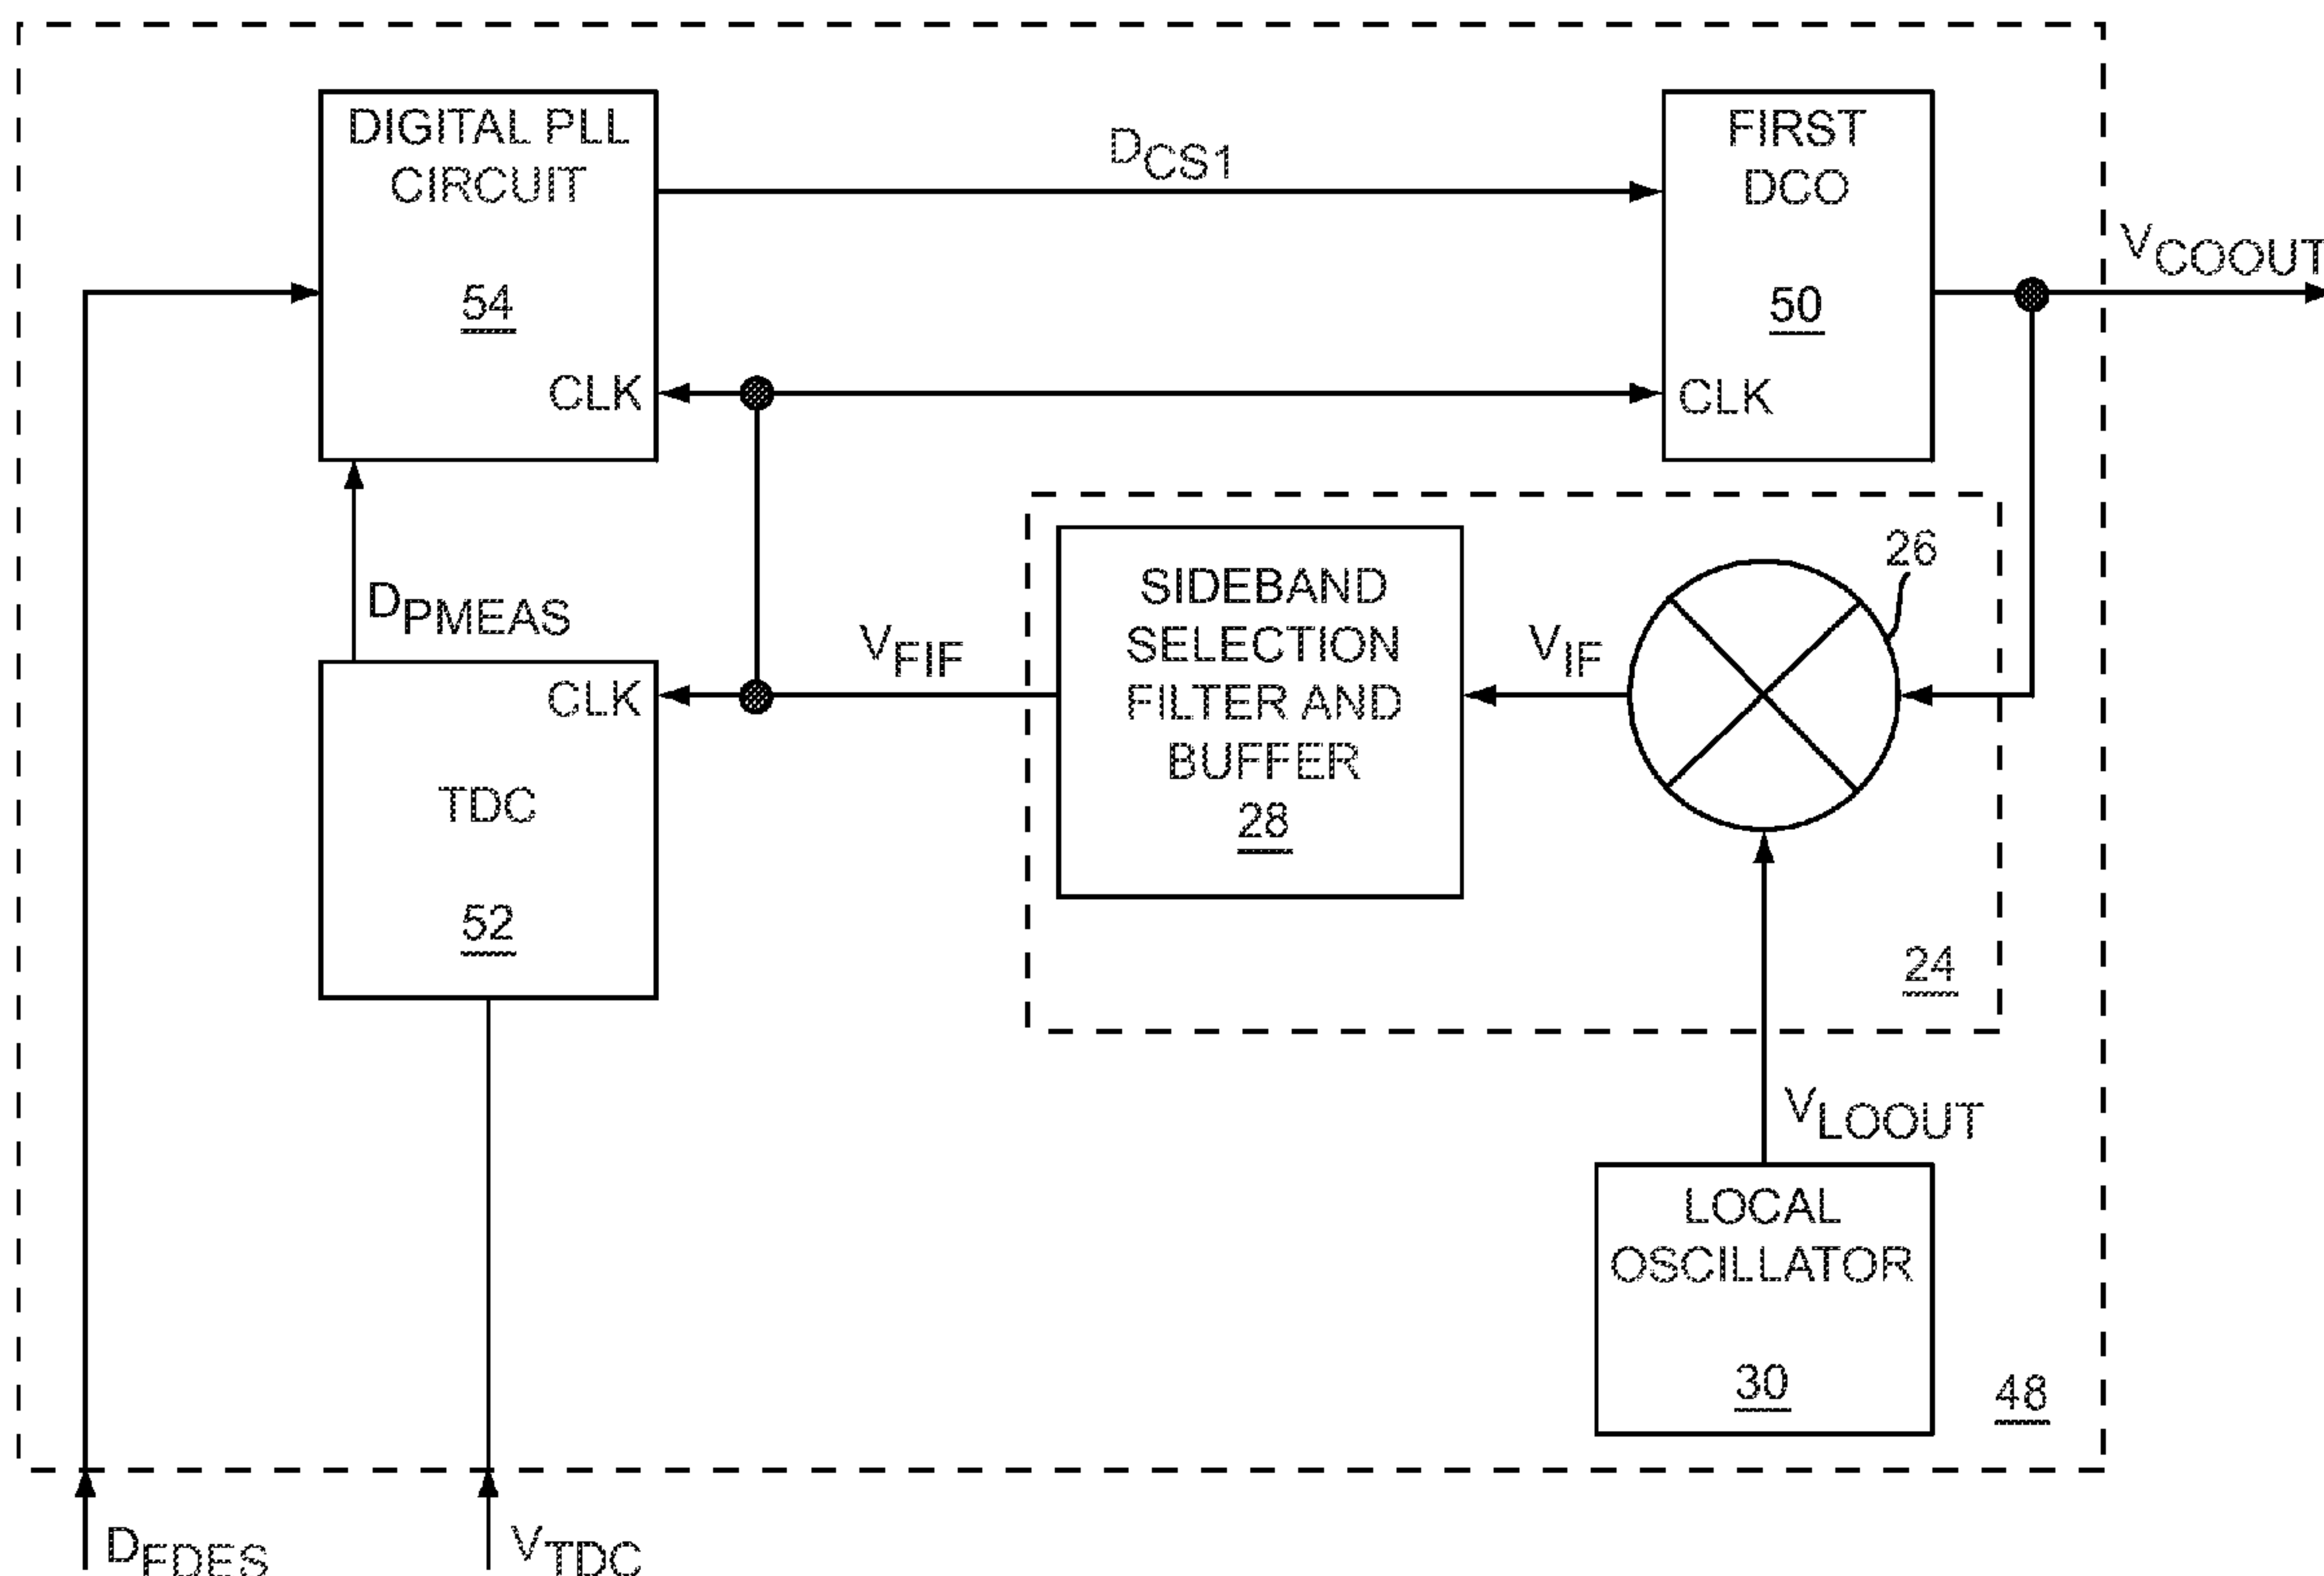 DIGITAL PLL
CIRCUIT
54
CLK
DCS1
FIRST
DCO
50
CLK
VCOOUT
DPMEAS
CLK
TDC
52
VFIF
SIDEBAND
SELECTION
FILTER AND
BUFFER
28
VIF
26
24
VLOOUT
LOCAL
OSCILLATOR
30
48
DFDES
VTDC